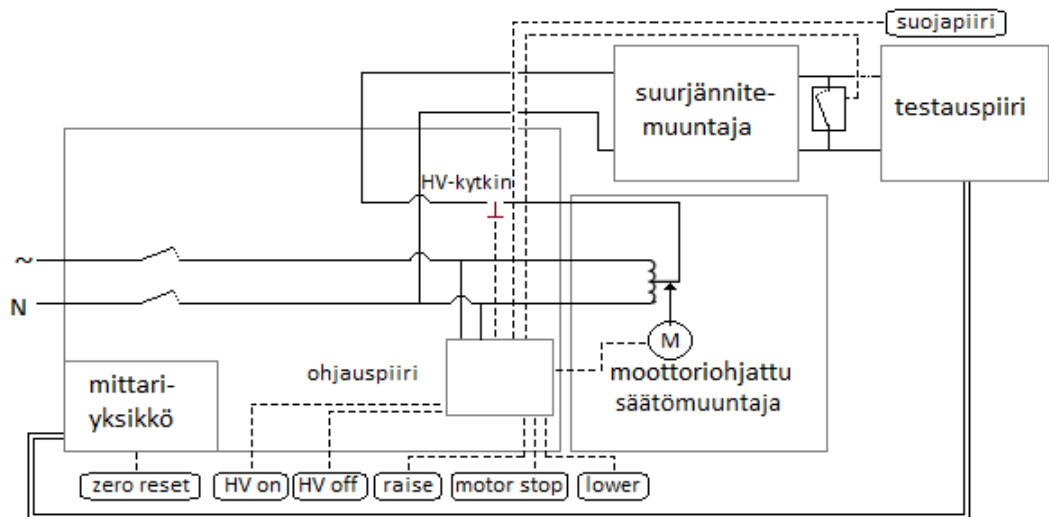 suojapiiri
suurjännite-
muuntaja
testauspiiri
HV-kytkin
~
N
M
ohjauspiiri
moottoriohjattu
säätömuuntaja
mittari-
yksikkö
zero reset
HV on
HV off
raise
motor stop
lower